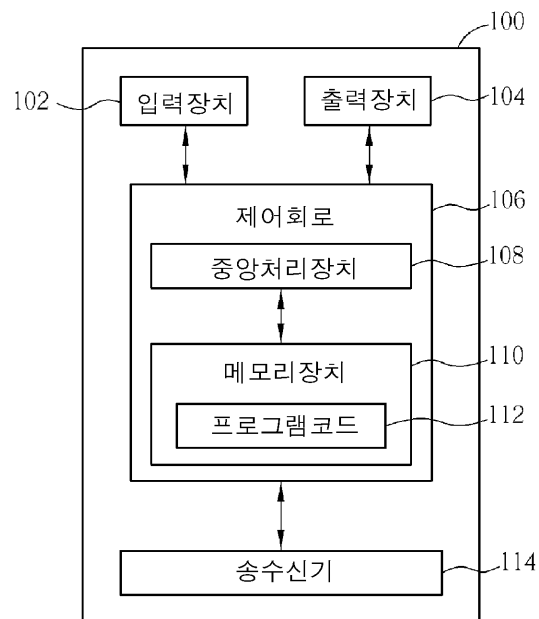 100
102
입력장치
출력장치
104
제어회로
106
중앙처리장치
108
메모리장치
110
프로그램코드
112
송수신기
114